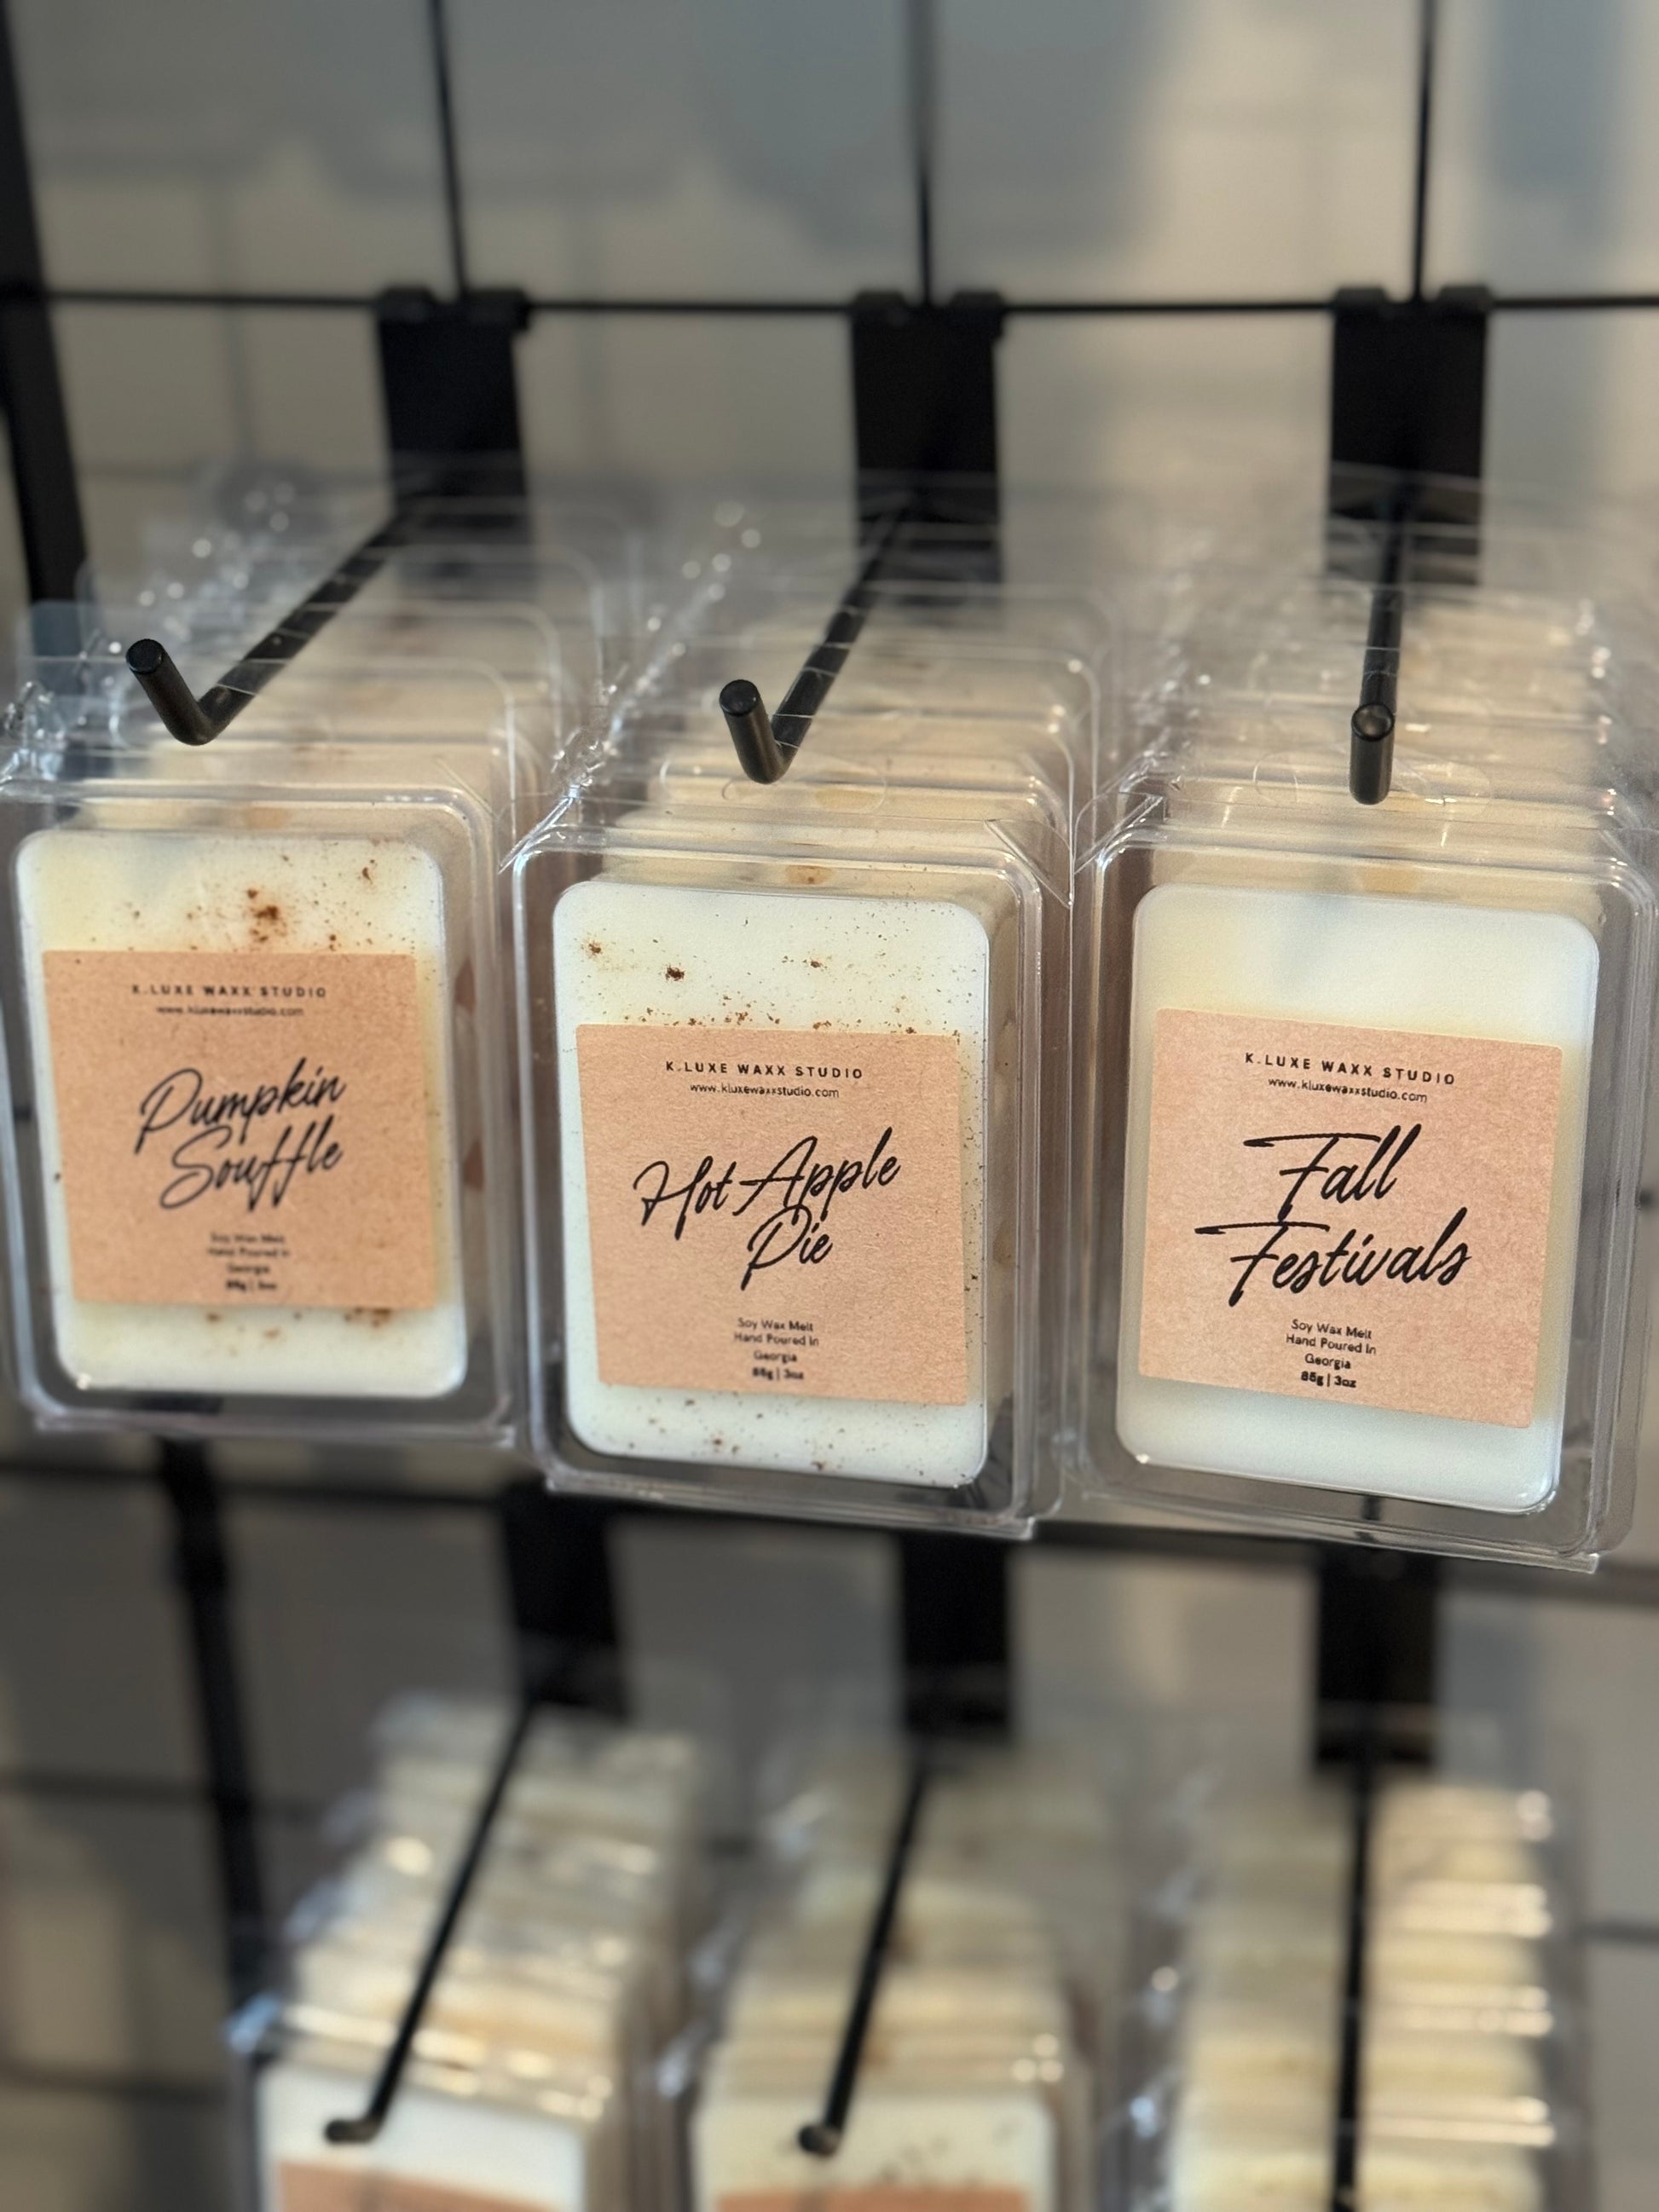 K.LUXE WAXX STUDIO
www.kluxewaxxstudio.com
Pumpkin
Souffle
Soy Wax Melt
Hand Poured In
Georgia
85g | 3oz
K.LUXE WAXX STUDIO
www.kluxewaxxstudio.com
Hot Apple
Pie
Soy Wax Melt
Hand Poured In
Georgia
85g | 3oz
K.LUXE WAXX STUDIO
www.kluxewaxxstudio.com
Fall
Festivals
Soy Wax Melt
Hand Poured In
Georgia
85g | 3oz